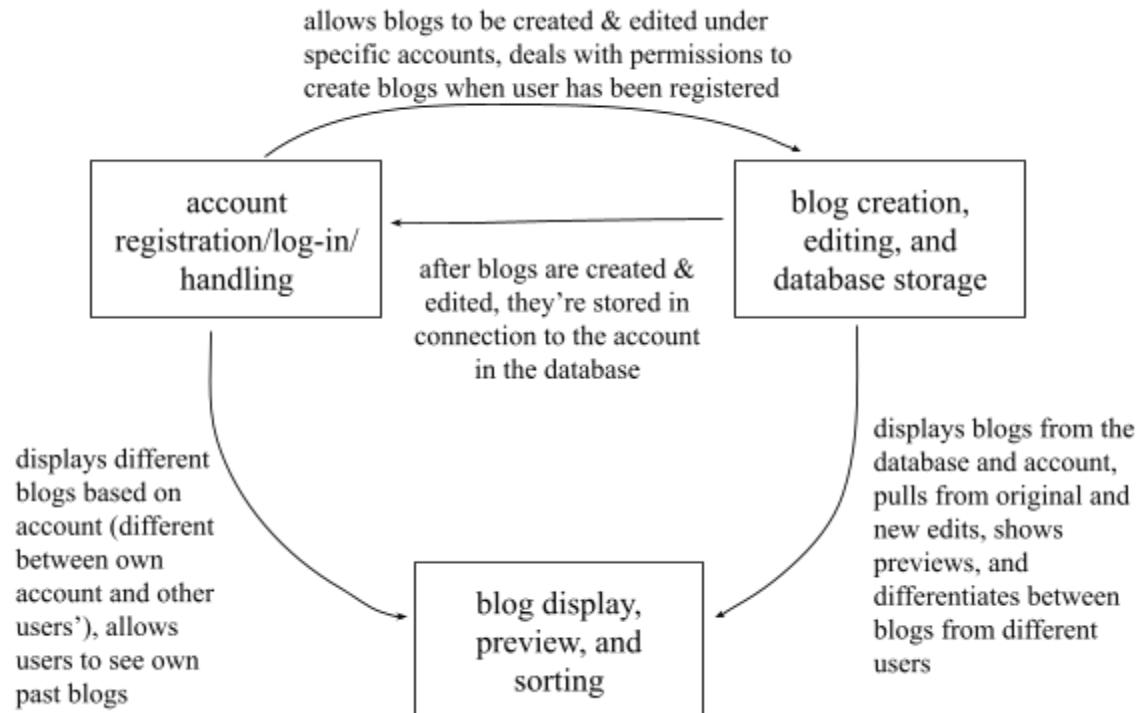 allows blogs to be created & edited under
specific accounts, deals with permissions to
create blogs when user has been registered
account
registration/log-in/
handling
blog creation,
editing, and
database storage
after blogs are created &
edited, they're stored in
connection to the account
in the database
displays different
blogs based on
account (different
between own
account and other
users'), allows
users to see own
past blogs
displays blogs from the
database and account,
pulls from original and
new edits, shows
previews, and
differentiates between
blogs from different
users
blog display,
preview, and
sorting